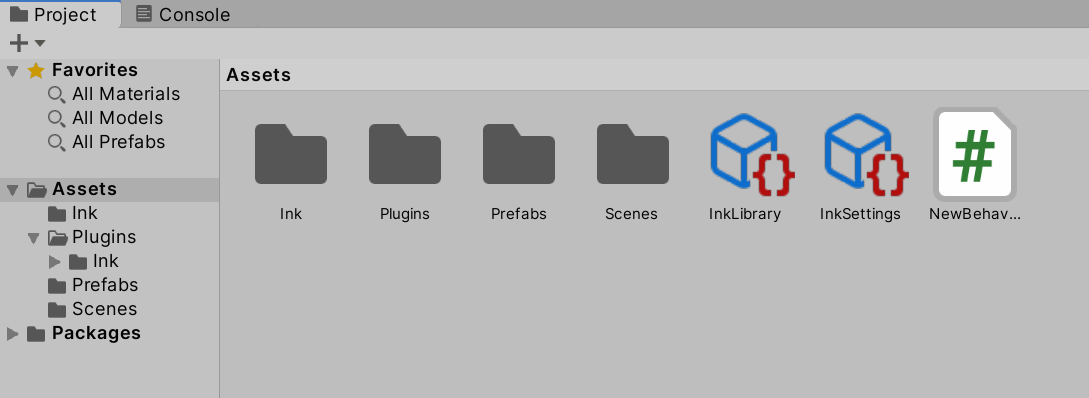 Project
Console
Favorites
All Materials
All Models
All Prefabs
Assets
Ink
Plugins
Ink
Prefabs
Scenes
Packages
Assets
Ink
Plugins
Prefabs
Scenes
InkLibrary
InkSettings
NewBehav...